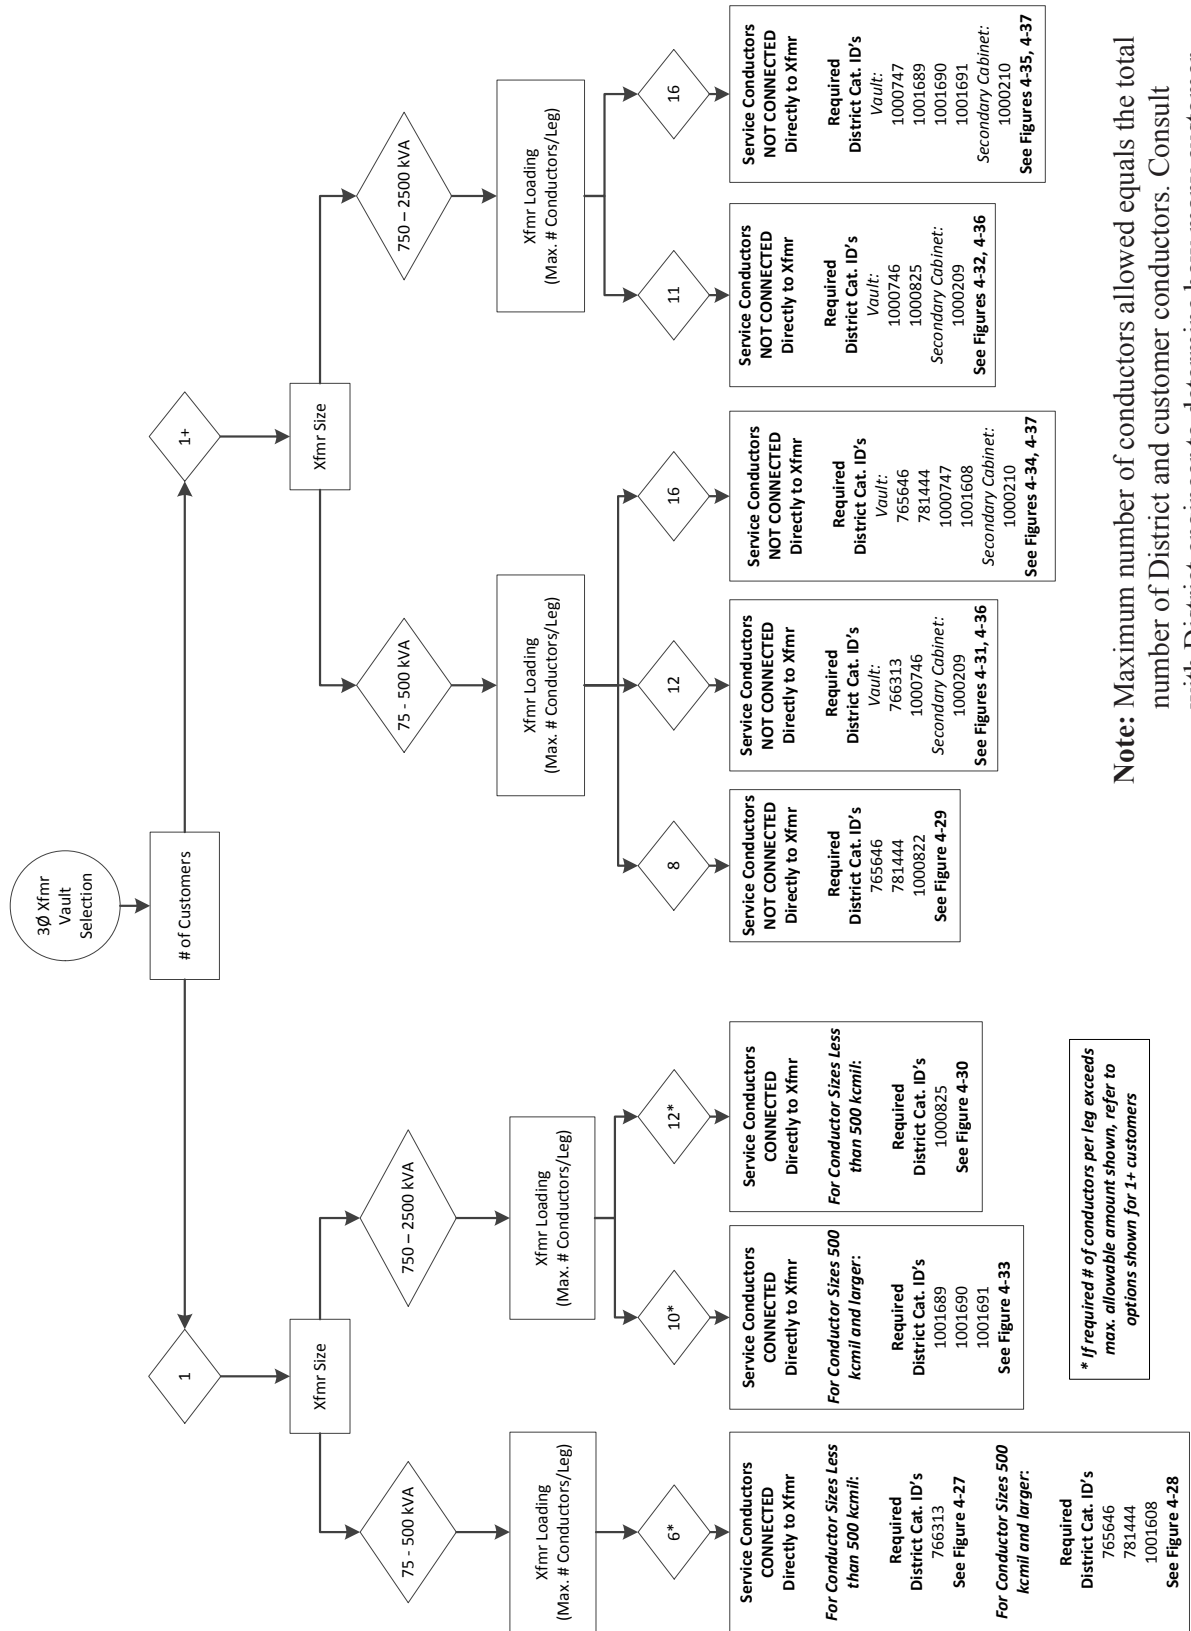 3Ø Xfmr
Vault
Selection
# of Customers
1
Xfmr Size
75 - 500 kVA
Xfmr Loading
(Max. # Conductors/Leg)
6*
Service Conductors
CONNECTED
Directly to Xfmr
For Conductor Sizes Less
than 500 kcmil:
Required
District Cat. ID's
766313
See Figure 4-27
For Conductor Sizes 500
kcmil and larger:
Required
District Cat. ID's
765646
781444
1001608
See Figure 4-28
750 – 2500 kVA
Xfmr Loading
(Max. # Conductors/Leg)
10*
Service Conductors
CONNECTED
Directly to Xfmr
For Conductor Sizes 500
kcmil and larger:
Required
District Cat. ID's
1001689
1001690
1001691
See Figure 4-33
12*
Service Conductors
CONNECTED
Directly to Xfmr
For Conductor Sizes Less
than 500 kcmil:
Required
District Cat. ID's
1000825
See Figure 4-30
* If required # of conductors per leg exceeds
max. allowable amount shown, refer to
options shown for 1+ customers
1+
Xfmr Size
75 - 500 kVA
Xfmr Loading
(Max. # Conductors/Leg)
8
Service Conductors
NOT CONNECTED
Directly to Xfmr
Required
District Cat. ID's
765646
781444
1000822
See Figure 4-29
12
Service Conductors
NOT CONNECTED
Directly to Xfmr
Required
District Cat. ID's
Vault:
766313
1000746
Secondary Cabinet:
1000209
See Figures 4-31, 4-36
16
Service Conductors
NOT CONNECTED
Directly to Xfmr
Required
District Cat. ID's
Vault:
765646
781444
1000747
1001608
Secondary Cabinet:
1000210
See Figures 4-34, 4-37
750 – 2500 kVA
Xfmr Loading
(Max. # Conductors/Leg)
11
Service Conductors
NOT CONNECTED
Directly to Xfmr
Required
District Cat. ID's
Vault:
1000746
1000825
Secondary Cabinet:
1000209
See Figures 4-32, 4-36
16
Service Conductors
NOT CONNECTED
Directly to Xfmr
Required
District Cat. ID's
Vault:
1000747
1001689
1001690
1001691
Secondary Cabinet:
1000210
See Figures 4-35, 4-37
Note: Maximum number of conductors allowed equals the total
number of District and customer conductors. Consult